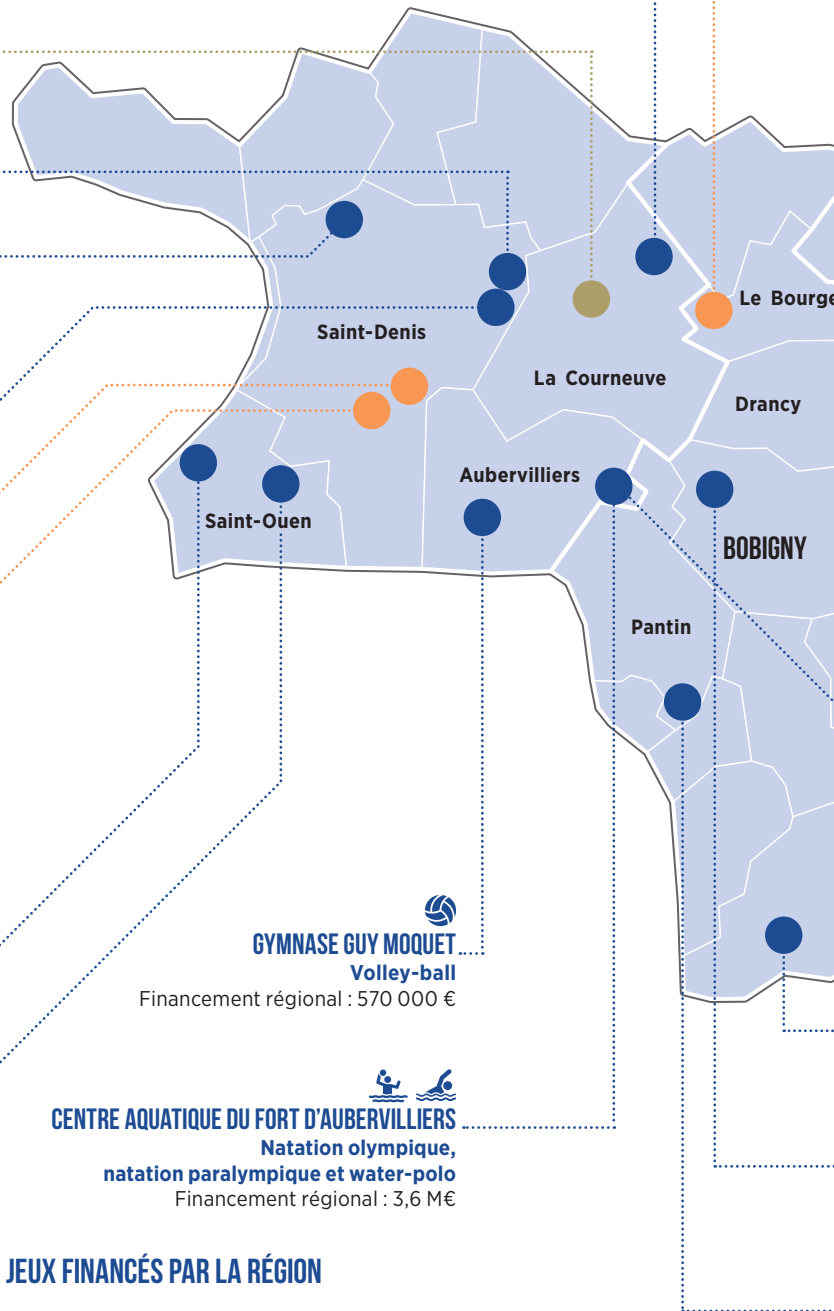 Le Bourge
Saint-Denis
La Courneuve
Drancy
Aubervilliers
Saint-Ouen
BOBIGNY
Pantin
GYMNASE GUY MOQUET
Volley-ball
Financement régional : 570 000 €
CENTRE AQUATIQUE DU FORT D'AUBERVILLIERS
Natation olympique,
natation paralympique et water-polo
Financement régional : 3,6 M€
JEUX FINANCÉS PAR LA RÉGION